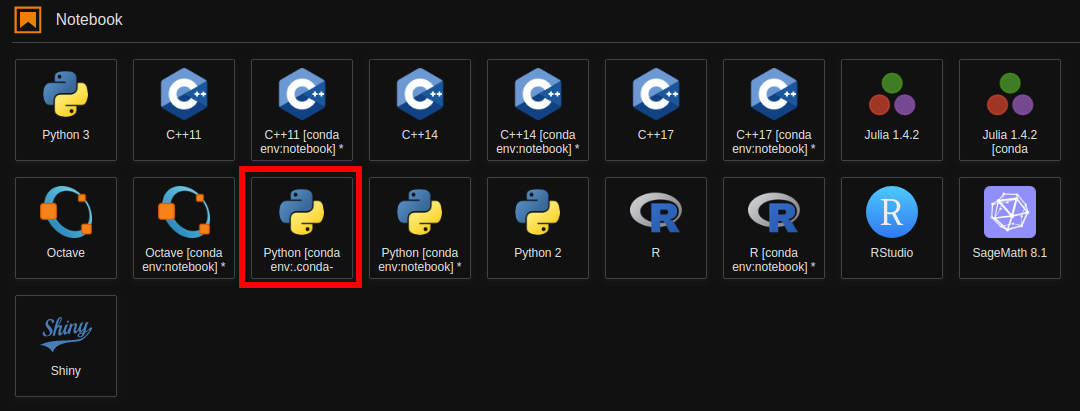 Notebook
Python 3
C++11
C++11 [conda
env:notebook] *
C++14
C++14 [conda
env:notebook] *
C++17
C++17 [conda
env:notebook] *
Julia 1.4.2
Julia 1.4.2
[conda
Octave
Octave [conda
env:notebook] *
Python [conda
env:.conda-
Python [conda
env:notebook] *
Python 2
R
R [conda
env:notebook] *
RStudio
SageMath 8.1
Shiny
Shiny